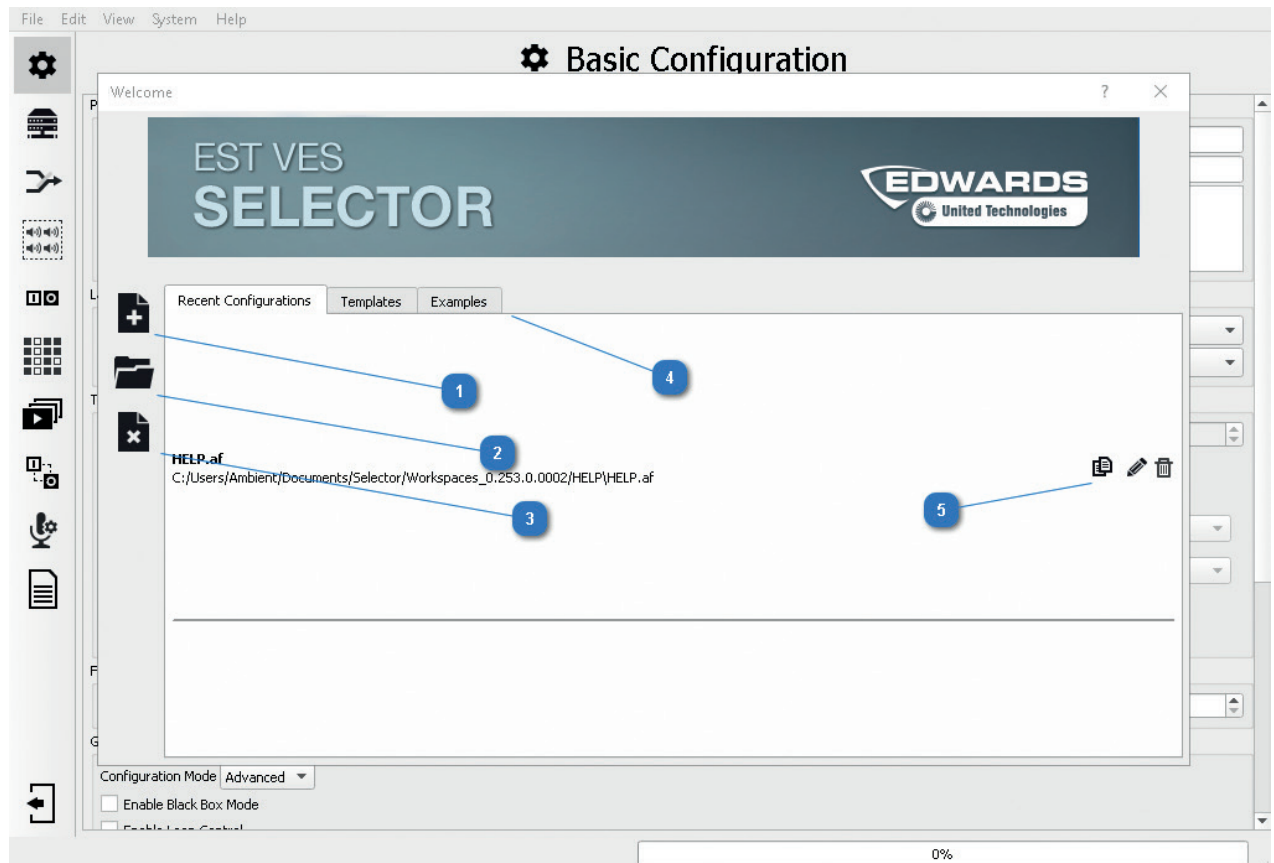 File Edit View System Help
Basic Configuration
Welcome
EST VES
SELECTOR
EDWARDS
United Technologies
Recent Configurations Templates Examples
1
4
2
HELP.af
C:/Users/Ambient/Documents/Selector/Workspaces_0.253.0.0002/HELP\HELP.af
3
5
Configuration Mode Advanced
Enable Black Box Mode
0%